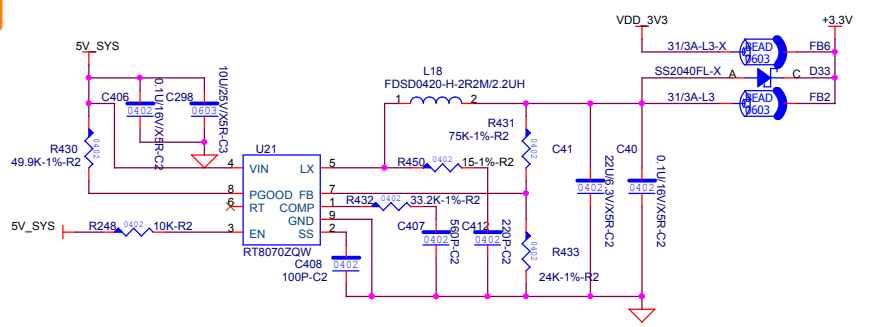 VDD_3V3
+3.3V
5V_SYS
31/3A-L3-X
BEAD
0603
FB6
L18
FDSD0420-H-2R2M/2.2UH
SS2040FL-X
A
C
D33
31/3A-L3
BEAD
0603
FB2
C406
0402
0.1U/16V/X5R-C2
C298
0603
10U/25V/X5R-C3
1
2
R430
0402
49.9K-1%-R2
R431
0402
75K-1%-R2
C41
0402
22U/6.3V/X5R-C2
C40
0402
0.1U/16V/X5R-C2
U21
4
VIN
LX
5
R450
0402
15-1%-R2
8
PGOOD
FB
7
6
RT
COMP
1
R432
0402
33.2K-1%-R2
GND
9
3
EN
SS
2
RT8070ZQW
5V_SYS
R248
0402
10K-R2
C407
0402
560P-C2
C412
0402
220P-C2
R433
0402
24K-1%-R2
C408
0402
100P-C2